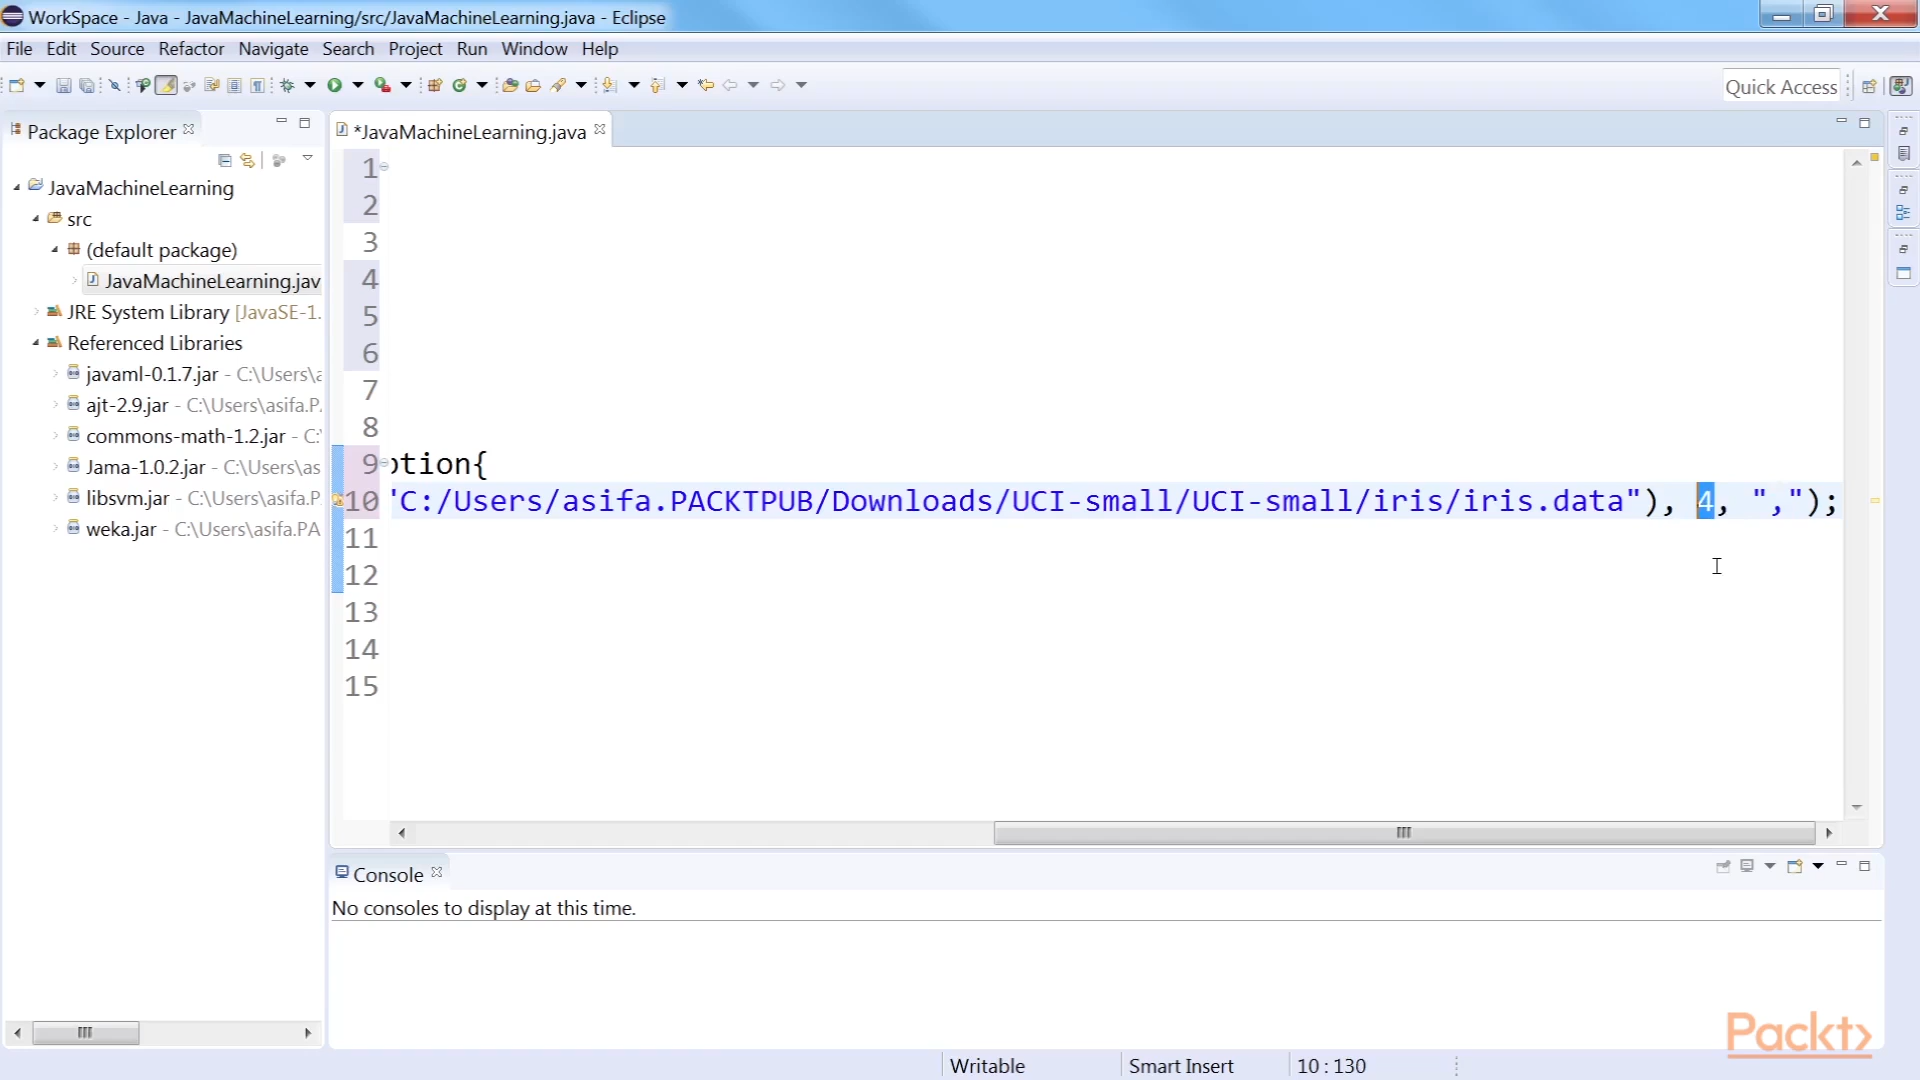 WorkSpace - Java - JavaMachineLearning/src/JavaMachineLearning.java - Eclipse
File Edit Source Refactor Navigate Search Project Run Window Help
Quick Access
Package Explorer
*JavaMachineLearning.java
JavaMachineLearning
src
(default package)
JavaMachineLearning.jav
JRE System Library [JavaSE-1.
Referenced Libraries
javaml-0.1.7.jar - C:\Users\a
ajt-2.9.jar - C:\Users\asifa.P
commons-math-1.2.jar - C:
Jama-1.0.2.jar - C:\Users\as
libsvm.jar - C:\Users\asifa.P
weka.jar - C:\Users\asifa.PA
1
2
3
4
5
6
7
8
9 ption{
10 "C:/Users/asifa.PACKTPUB/Downloads/UCI-small/UCI-small/iris/iris.data"), 4, ",");
11
12
13
14
15
Console
No consoles to display at this time.
Packt>
Writable Smart Insert 10 : 130